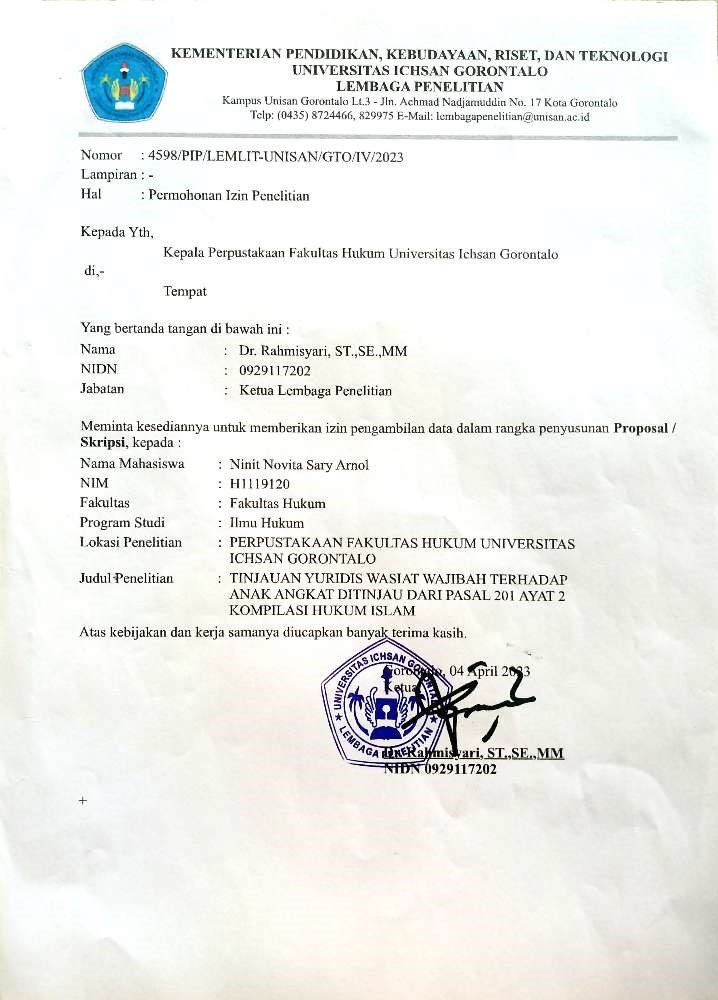 KEMENTERIAN PENDIDIKAN, KEBUDAYAAN, RISET, DAN TEKNOLOGI
UNIVERSITAS ICHSAN GORONTALO
LEMBAGA PENELITIAN
Kampus Unisan Gorontalo Lt.3 - Jln. Achmad Nadjamuddin No. 17 Kota Gorontalo
Telp: (0435) 8724466, 829975 E-Mail: lembagapenelitian@unisan.ac.id
Nomor : 4598/PIP/LEMLIT-UNISAN/GTO/IV/2023
Lampiran : -
Hal : Permohonan Izin Penelitian
Kepada Yth,
Kepala Perpustakaan Fakultas Hukum Universitas Ichsan Gorontalo
di,-
Tempat
Yang bertanda tangan di bawah ini :
Nama : Dr. Rahmisyari, ST.,SE.,MM
NIDN : 0929117202
Jabatan : Ketua Lembaga Penelitian
Meminta kesediannya untuk memberikan izin pengambilan data dalam rangka penyusunan Proposal /
Skripsi, kepada :
Nama Mahasiswa : Ninit Novita Sary Arnol
NIM : H1119120
Fakultas : Fakultas Hukum
Program Studi : Ilmu Hukum
Lokasi Penelitian : PERPUSTAKAAN FAKULTAS HUKUM UNIVERSITAS
ICHSAN GORONTALO
Judul Penelitian : TINJAUAN YURIDIS WASIAT WAJIBAH TERHADAP
ANAK ANGKAT DITINJAU DARI PASAL 201 AYAT 2
KOMPILASI HUKUM ISLAM
Atas kebijakan dan kerja samanya diucapkan banyak terima kasih.
Gorontalo, 04 April 2023
Ketua
UNIVERSITAS ICHSAN GORONTALO
LEMBAGA PENELITIAN
Dr. Rahmisyari, ST.,SE.,MM
NIDN 0929117202
+